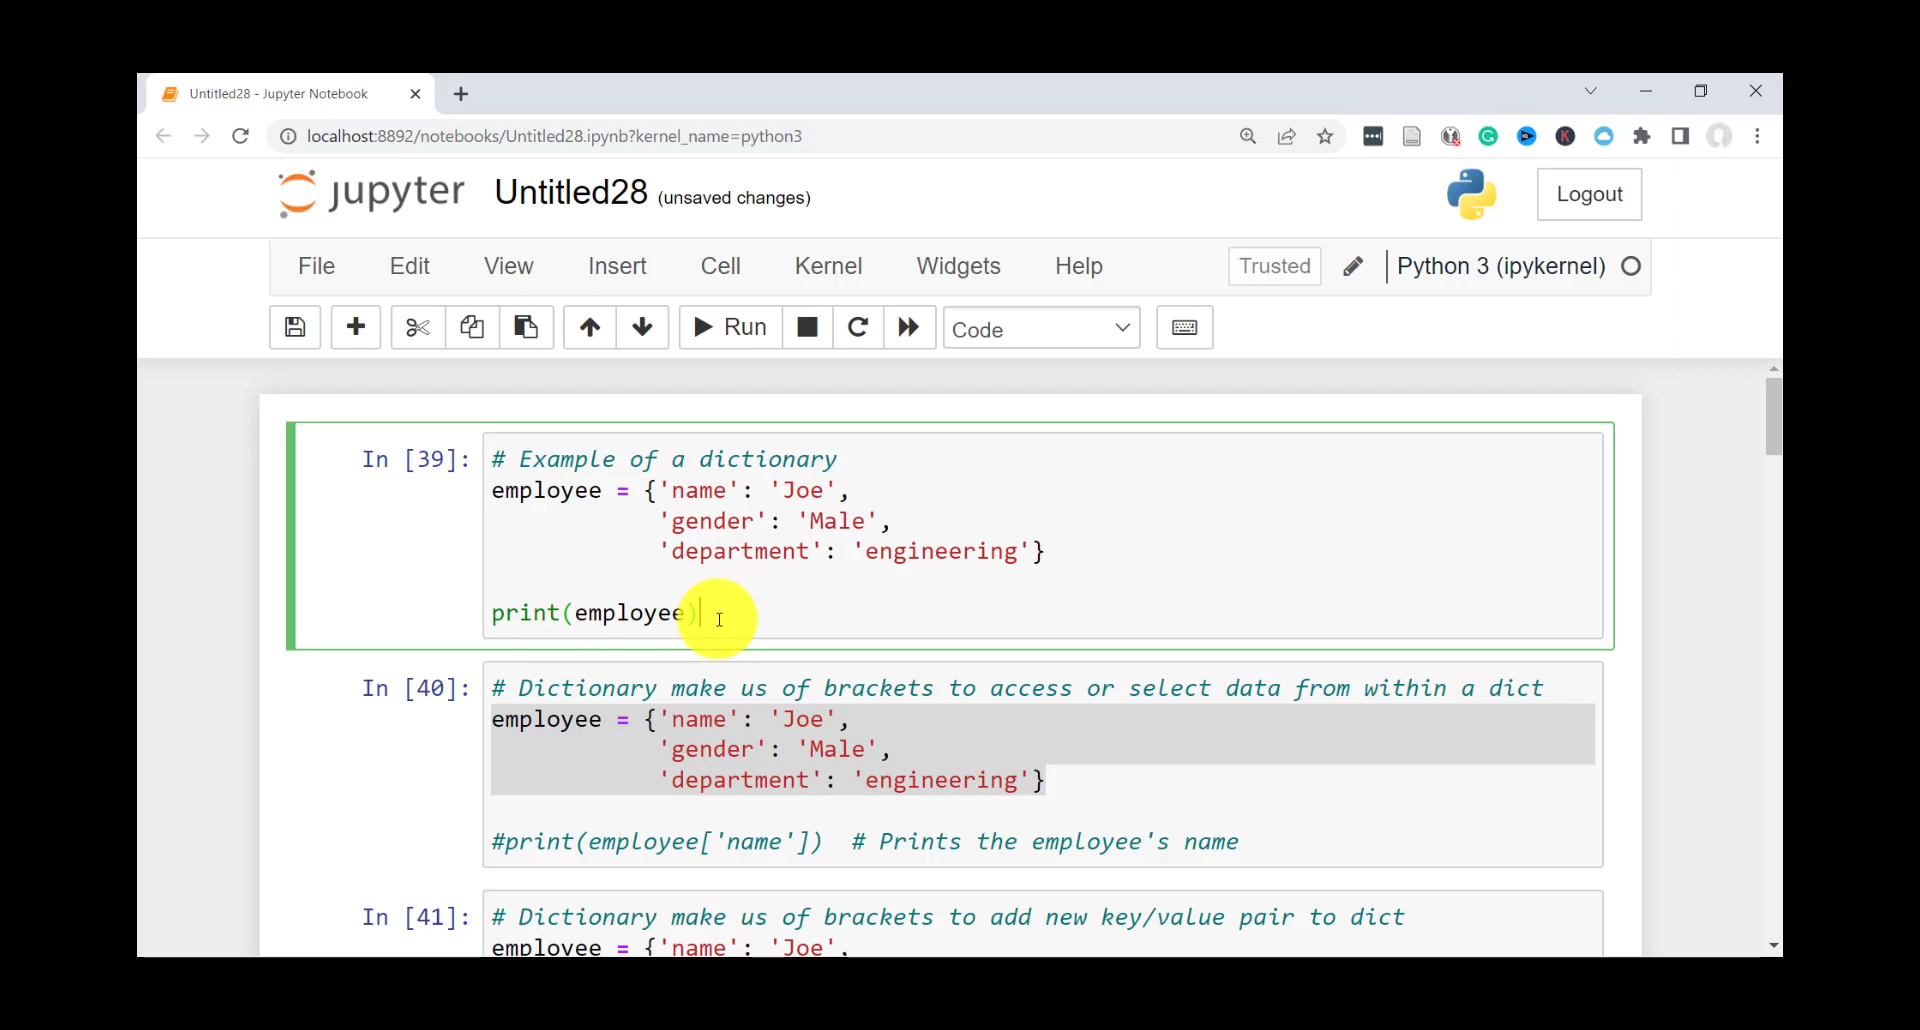 Untitled28 - Jupyter Notebook
localhost:8892/notebooks/Untitled28.ipynb?kernel_name=python3
jupyter Untitled28 (unsaved changes)
Logout
File Edit View Insert Cell Kernel Widgets Help Trusted Python 3 (ipykernel)
Run Code
In [39]: # Example of a dictionary
employee = {'name': 'Joe',
'gender': 'Male',
'department': 'engineering'}
print(employee)
In [40]: # Dictionary make us of brackets to access or select data from within a dict
employee = {'name': 'Joe',
'gender': 'Male',
'department': 'engineering'}
#print(employee['name']) # Prints the employee's name
In [41]: # Dictionary make us of brackets to add new key/value pair to dict
employee = {'name': 'Joe',